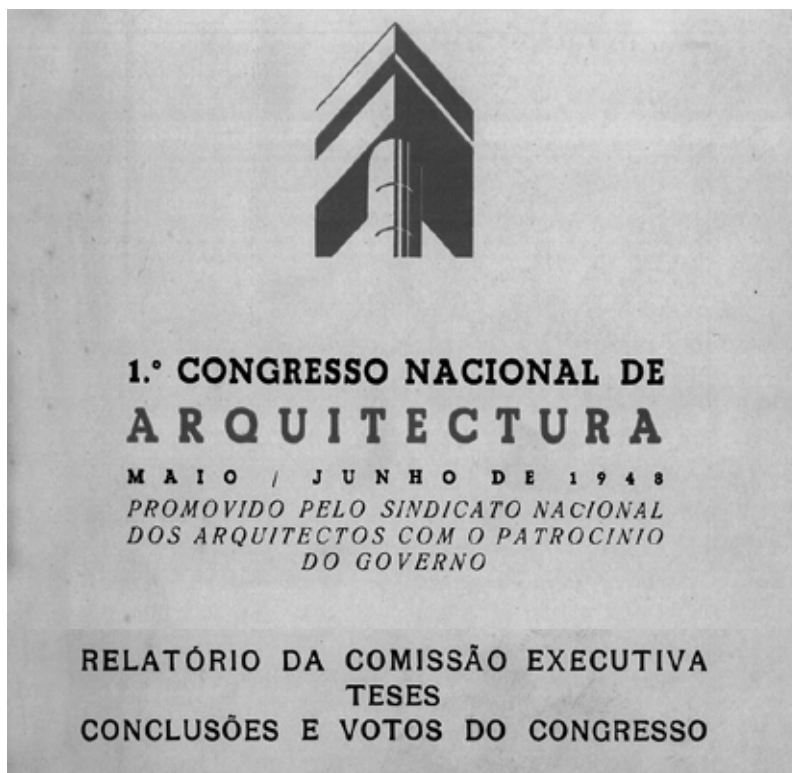 1.º CONGRESSO NACIONAL DE
ARQUITECTURA
MAIO / JUNHO DE 1948
PROMOVIDO PELO SINDICATO NACIONAL
DOS ARQUITECTOS COM O PATROCINIO
DO GOVERNO
RELATÓRIO DA COMISSÃO EXECUTIVA
TESES
CONCLUSÕES E VOTOS DO CONGRESSO